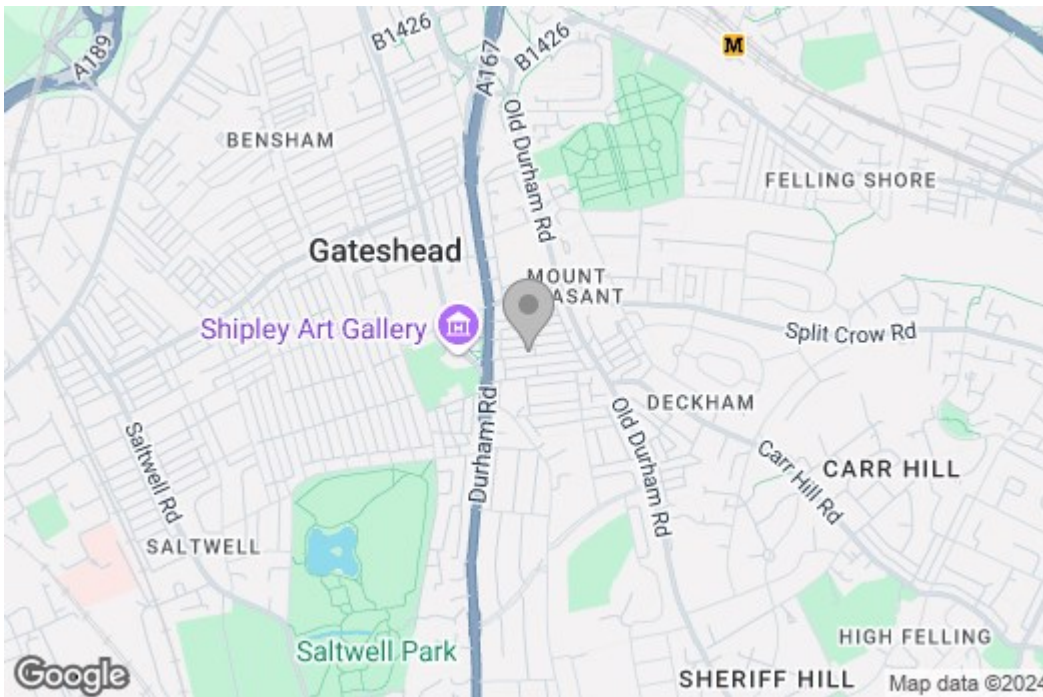 A189
B1426
A167
B1426
M
Old Durham Rd
BENSHAM
FELLING SHORE
Gateshead
MOUNT
ASANT
Shipley Art Gallery
Split Crow Rd
Durham Rd
DECKHAM
Old Durham Rd
Saltwell Rd
Carr Hill Rd
CARR HILL
SALTWELL
HIGH FELLING
Saltwell Park
SHERIFF HILL
Google
Map data ©2024